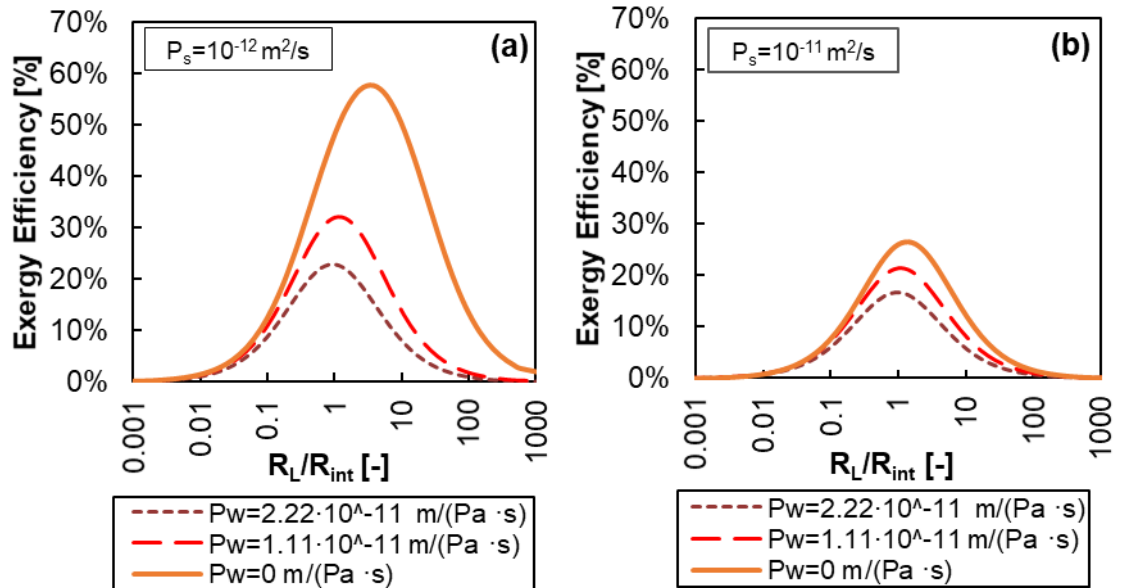 70%
60%
50%
40%
30%
20%
10%
0%
Exergy Efficiency [%]
Pₛ=10⁻¹² m²/s
(a)
0.001
0.01
0.1
1
10
100
1000
R_L/R_int [-]
Pw=2.22·10^-11 m/(Pa ·s)
Pw=1.11·10^-11 m/(Pa ·s)
Pw=0 m/(Pa ·s)
70%
60%
50%
40%
30%
20%
10%
0%
Exergy Efficiency [%]
Pₛ=10⁻¹¹ m²/s
(b)
0.001
0.01
0.1
1
10
100
1000
R_L/R_int [-]
Pw=2.22·10^-11 m/(Pa ·s)
Pw=1.11·10^-11 m/(Pa ·s)
Pw=0 m/(Pa ·s)